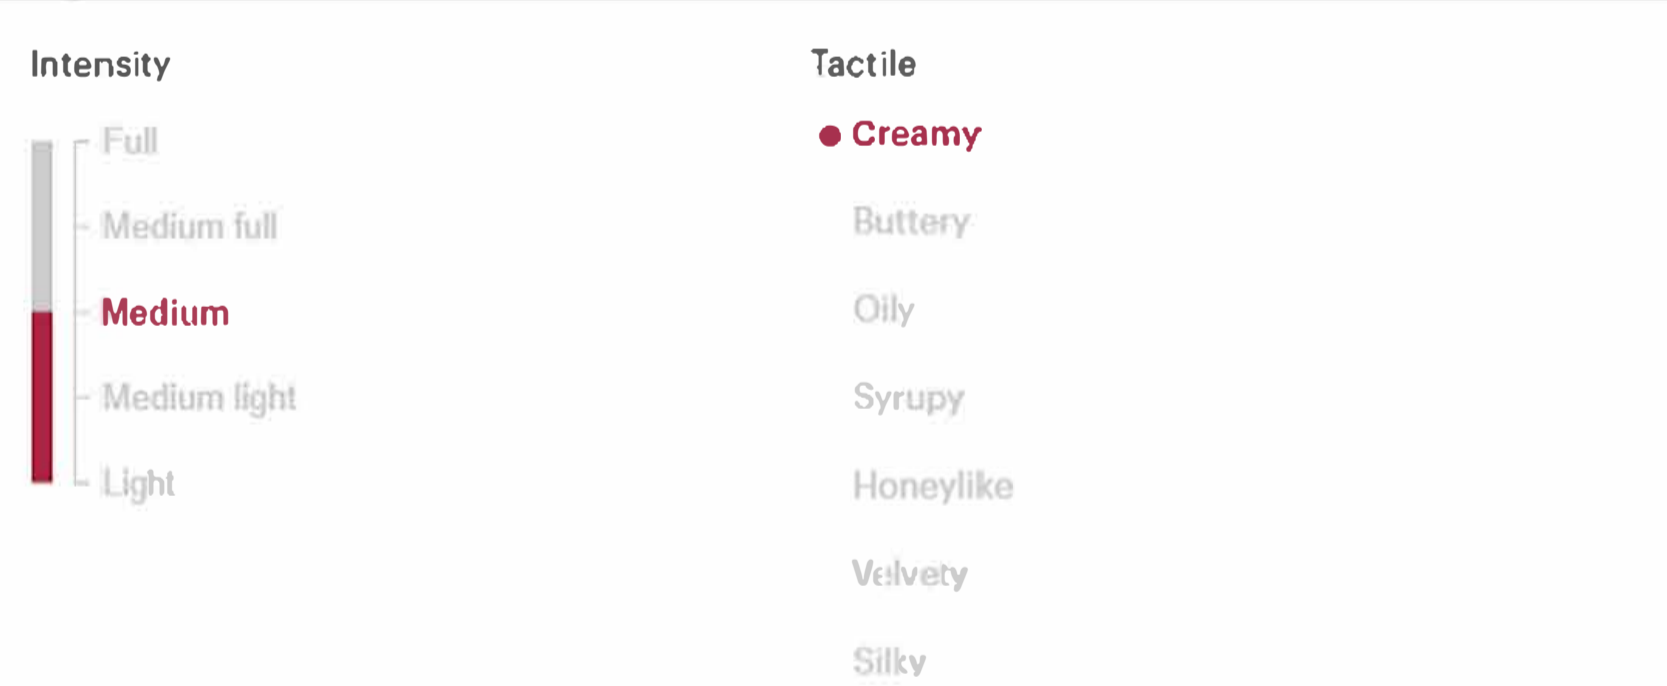 Intensity
Full
Medium full
Medium
Medium light
Light
Tactile
Creamy
Buttery
Oily
Syrupy
Honeylike
Velvety
Silky